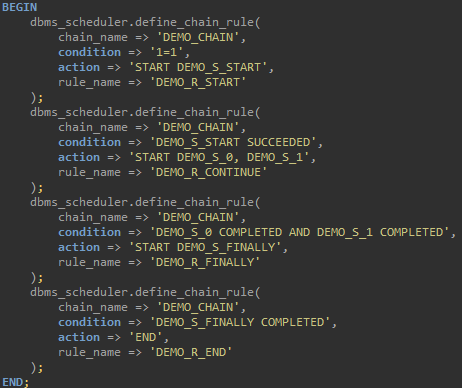 BEGIN
    dbms_scheduler.define_chain_rule(
        chain_name => 'DEMO_CHAIN',
        condition => '1=1',
        action => 'START DEMO_S_START',
        rule_name => 'DEMO_R_START'
    );
    dbms_scheduler.define_chain_rule(
        chain_name => 'DEMO_CHAIN',
        condition => 'DEMO_S_START SUCCEEDED',
        action => 'START DEMO_S_0, DEMO_S_1',
        rule_name => 'DEMO_R_CONTINUE'
    );
    dbms_scheduler.define_chain_rule(
        chain_name => 'DEMO_CHAIN',
        condition => 'DEMO_S_0 COMPLETED AND DEMO_S_1 COMPLETED',
        action => 'START DEMO_S_FINALLY',
        rule_name => 'DEMO_R_FINALLY'
    );
    dbms_scheduler.define_chain_rule(
        chain_name => 'DEMO_CHAIN',
        condition => 'DEMO_S_FINALLY COMPLETED',
        action => 'END',
        rule_name => 'DEMO_R_END'
    );
END;